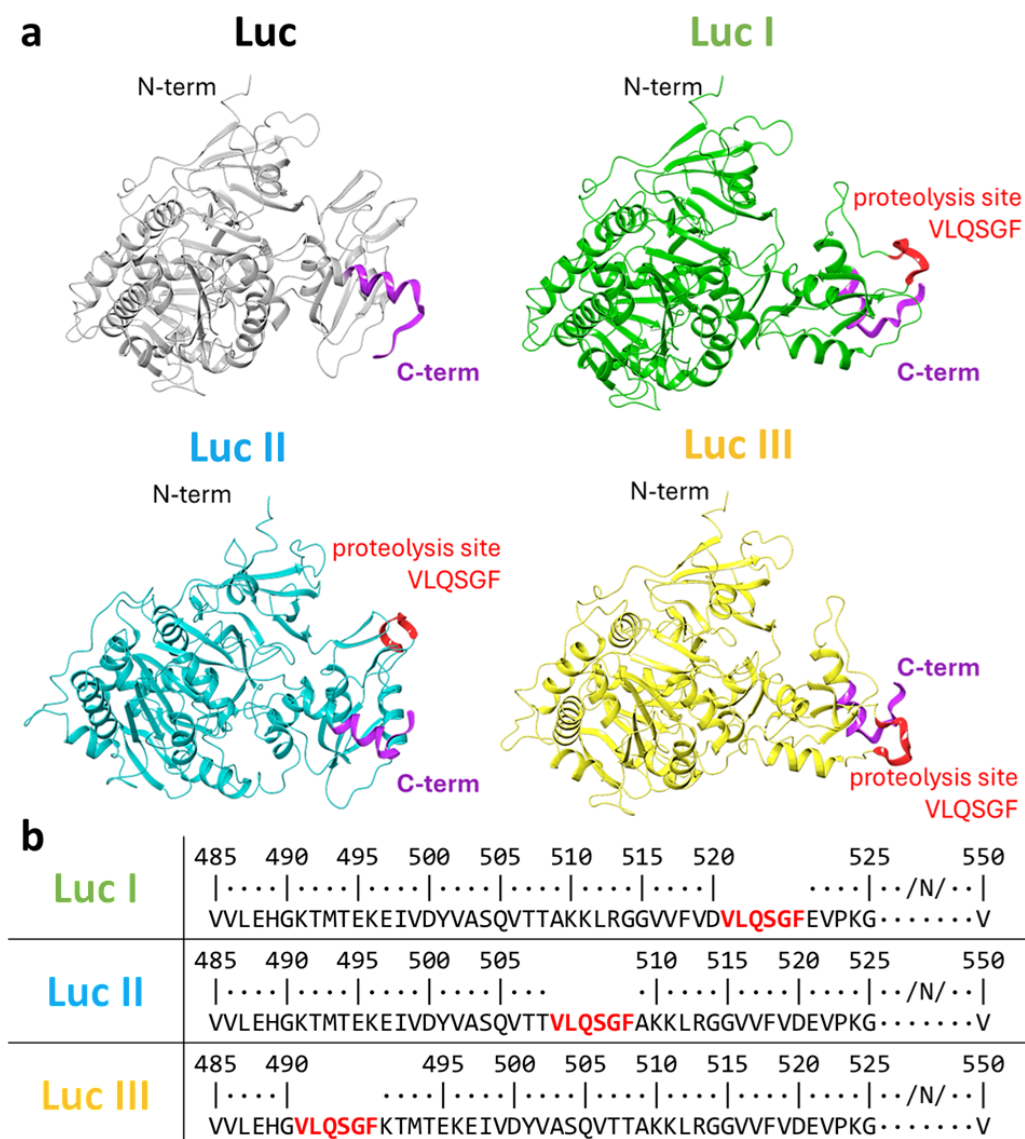 a
Luc
Luc I
N-term
N-term
proteolysis site
VLQSGF
C-term
C-term
Luc II
Luc III
N-term
N-term
proteolysis site
VLQSGF
C-term
C-term
proteolysis site
VLQSGF
b
485 490 495 500 505 510 515 520 525 550
Luc I
|····|····|····|····|····|····|····| ····|··/N/··|
VVLEHGKTMTEKEIVDYVASQVTTAKKLRGGVVFVDVLQSGFEVPKG·······V
485 490 495 500 505 510 515 520 525 550
Luc II
|····|····|····|····|··· ·|····|····|····|··/N/··|
VVLEHGKTMTEKEIVDYVASQVTTVLQSGFAKKLRGGVVFVDEVPKG·······V
485 490 495 500 505 510 515 520 525 550
Luc III
|····| ····|····|····|····|····|····|····|··/N/··|
VVLEHGVLQSGFKTMTEKEIVDYVASQVTTAKKLRGGVVFVDEVPKG·······V